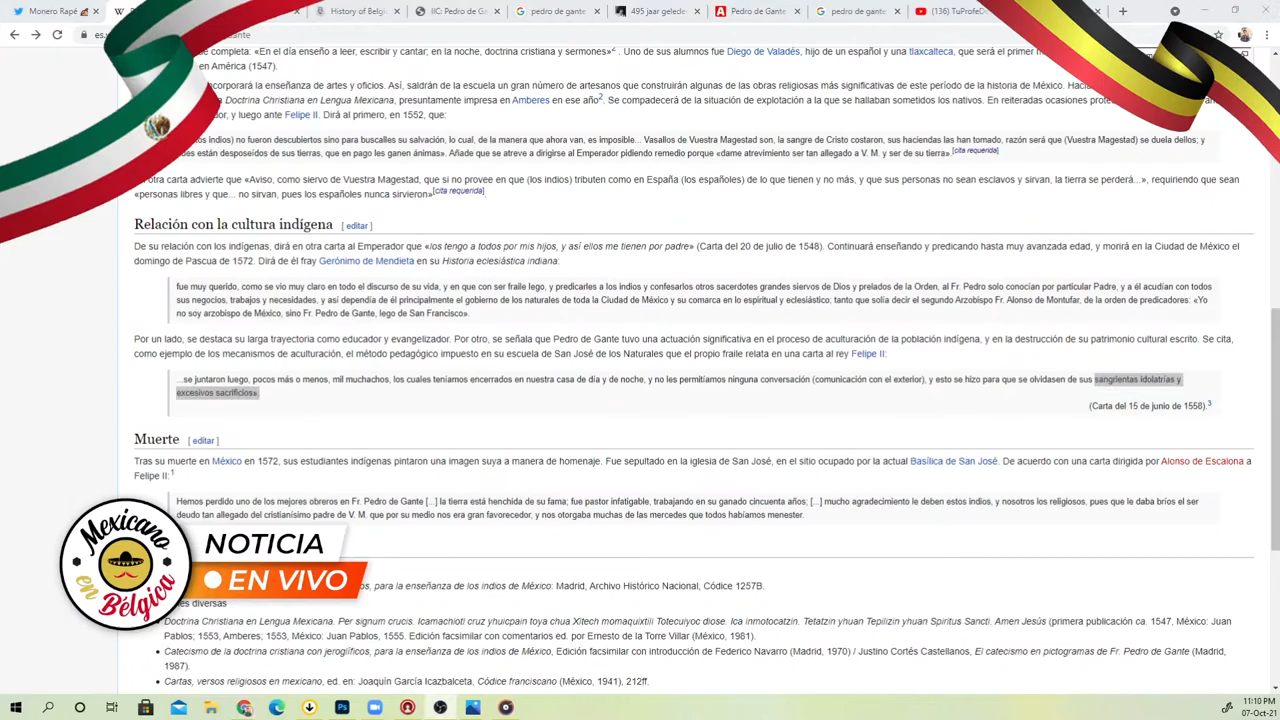 Monero Rapé
History of Belgi
IIC: Pedro de Ga
pedro de gante
495 jaar gelede
Pedro de Gante
pedro de gante
(136) TuProfeD
es.
ante
se completa: «En el día enseño a leer, escribir y cantar; en la noche, doctrina cristiana y sermones»2. Uno de sus alumnos fue Diego de Valadés, hijo de un español y una tlaxcalteca, que será el primer
en América (1547).
ncorporará la enseñanza de artes y oficios. Así, saldrán de la escuela un gran número de artesanos que construirán algunas de las obras religiosas más significativas de este período de la historia de México. Hacia
Doctrina Christiana en Lengua Mexicana, presuntamente impresa en Amberes en ese año2. Se compadecerá de la situación de explotación a la que se hallaban sometidos los nativos. En reiteradas ocasiones
or, y luego ante Felipe II. Dirá al primero, en 1552, que:
(los indios) no fueron descubiertos sino para buscalles su salvación, lo cual, de la manera que ahora van, es imposible... Vasallos de Vuestra Magestad son, la sangre de Cristo costaron, sus haciendas las han tomado, razón será que (Vuestra Magestad) se duela dellos; y
ues están desposeídos de sus tierras, que en pago les ganen ánimas». Añade que se atreve a dirigirse al Emperador pidiendo remedio porque «dame atrevimiento ser tan allegado a V. M. y ser de su tierra».[cita requerida]
otra carta advierte que «Aviso, como siervo de Vuestra Magestad, que si no provee en que (los indios) tributen como en España (los españoles) de lo que tienen y no más, y que sus personas no sean esclavos y sirvan, la tierra se perderá...», requiriendo que sean
«personas libres y que... no sirvan, pues los españoles nunca sirvieron»[cita requerida].
Relación con la cultura indígena [ editar ]
De su relación con los indígenas, dirá en otra carta al Emperador que «los tengo a todos por mis hijos, y así ellos me tienen por padre» (Carta del 20 de julio de 1548). Continuará enseñando y predicando hasta muy avanzada edad, y morirá en la Ciudad de México el
domingo de Pascua de 1572. Dirá de él fray Gerónimo de Mendieta en su Historia eclesiástica indiana:
fue muy querido, como se vio muy claro en todo el discurso de su vida, y en que con ser fraile lego, y predicarles a los indios y confesarlos otros sacerdotes grandes siervos de Dios y prelados de la Orden, al Fr. Pedro solo conocían por particular Padre, y a él acudían con todos
sus negocios, trabajos y necesidades, y así dependía de él principalmente el gobierno de los naturales de toda la Ciudad de México y su comarca en lo espiritual y eclesiástico; tanto que solía decir el segundo Arzobispo Fr. Alonso de Montufar, de la orden de predicadores: «Yo
no soy arzobispo de México, sino Fr. Pedro de Gante, lego de San Francisco».
Por un lado, se destaca su larga trayectoria como educador y evangelizador. Por otro, se señala que Pedro de Gante tuvo una actuación significativa en el proceso de aculturación de la población indígena, y en la destrucción de su patrimonio cultural escrito. Se cita,
como ejemplo de los mecanismos de aculturación, el método pedagógico impuesto en su escuela de San José de los Naturales que el propio fraile relata en una carta al rey Felipe II:
...se juntaron luego, pocos más o menos, mil muchachos, los cuales teníamos encerrados en nuestra casa de día y de noche, y no les permitíamos ninguna conversación (comunicación con el exterior), y esto se hizo para que se olvidasen de sus sangrientas idolatrías y
excesivos sacrificios»
(Carta del 15 de junio de 1558).3
Muerte [ editar ]
Tras su muerte en México en 1572, sus estudiantes indígenas pintaron una imagen suya a manera de homenaje. Fue sepultado en la iglesia de San José, en el sitio ocupado por la actual Basílica de San José. De acuerdo con una carta dirigida por Alonso de Escalona a
Felipe II:1
Hemos perdido uno de los mejores obreros en Fr. Pedro de Gante [...] la tierra está henchida de su fama; fue pastor infatigable, trabajando en su ganado cincuenta años; [...] mucho agradecimiento le deben estos indios, y nosotros los religiosos, pues que le daba bríos el ser
deudo tan allegado del cristianísimo padre de V. M. que por su medio nos era gran favorecedor, y nos otorgaba muchas de las mercedes que todos habíamos menester.
Mexicano
en
Bélgica
NOTICIA
EN VIVO
os, para la enseñanza de los indios de México: Madrid, Archivo Histórico Nacional, Códice 1257B.
es diversas
Doctrina Christiana en Lengua Mexicana. Per signum crucis. Icamachiotl cruz yhuicpain toya chua Xitech momaquixtili Totecuiyoc diose. Ica inmotocatzin. Tetatzin yhuan Tepilizin yhuan Spiritus Sancti. Amen Jesús (primera publicación ca. 1547, México: Juan
Pablos; 1553, Amberes; 1553, México: Juan Pablos, 1555. Edición facsimilar con comentarios ed. por Ernesto de la Torre Villar (México, 1981).
Catecismo de la doctrina cristiana con jeroglíficos, para la enseñanza de los indios de México, Edición facsimilar con introducción de Federico Navarro (Madrid, 1970) / Justino Cortés Castellanos, El catecismo en pictogramas de Fr. Pedro de Gante (Madrid,
1987).
Cartas, versos religiosos en mexicano, ed. en: Joaquín García Icazbalceta, Códice franciscano (México, 1941), 212ff.
11:10 PM
07-Oct-21